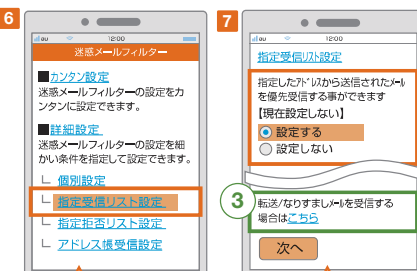 6
au 12:00
迷惑メールフィルター
■カンタン設定
迷惑メールフィルターの設定をカ
ンタンに設定できます。
■詳細設定
迷惑メールフィルターの設定を細
かい条件を指定して設定できます。
個別設定
指定受信リスト設定
指定拒否リスト設定
アドレス帳受信設定
7
au 12:00
指定受信ﾘｽﾄ設定
指定したｱﾄﾞﾚｽから送信されたﾒｰﾙ
を優先受信する事ができます
【現在設定しない】
設定する
設定しない
3
転送/なりすましﾒｰﾙを受信する
場合はこちら
次へ